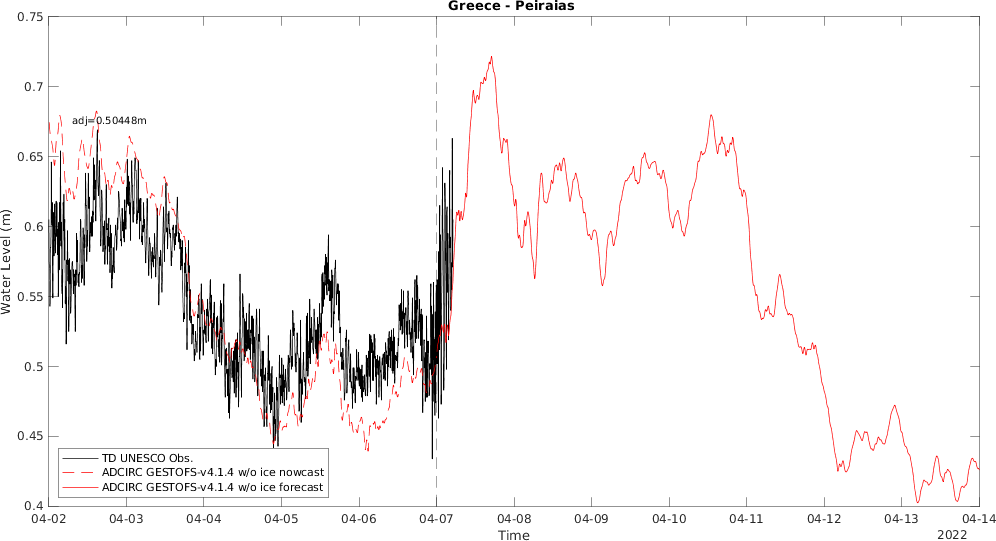 Greece - Peiraias
0.75
0.7
0.65
0.6
0.55
0.5
0.45
0.4
Water Level (m)
adj=0.50448m
TD UNESCO Obs.
ADCIRC GESTOFS-v4.1.4 w/o ice nowcast
ADCIRC GESTOFS-v4.1.4 w/o ice forecast
04-02 04-03 04-04 04-05 04-06 04-07 04-08 04-09 04-10 04-11 04-12 04-13 04-14
Time
2022